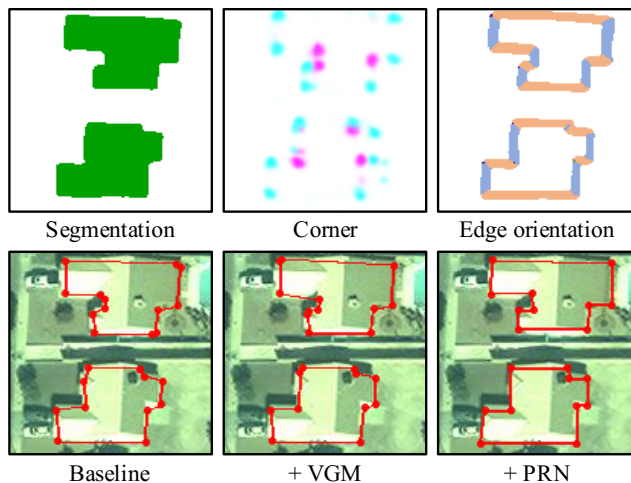 Segmentation
Corner
Edge orientation
Baseline
+ VGM
+ PRN